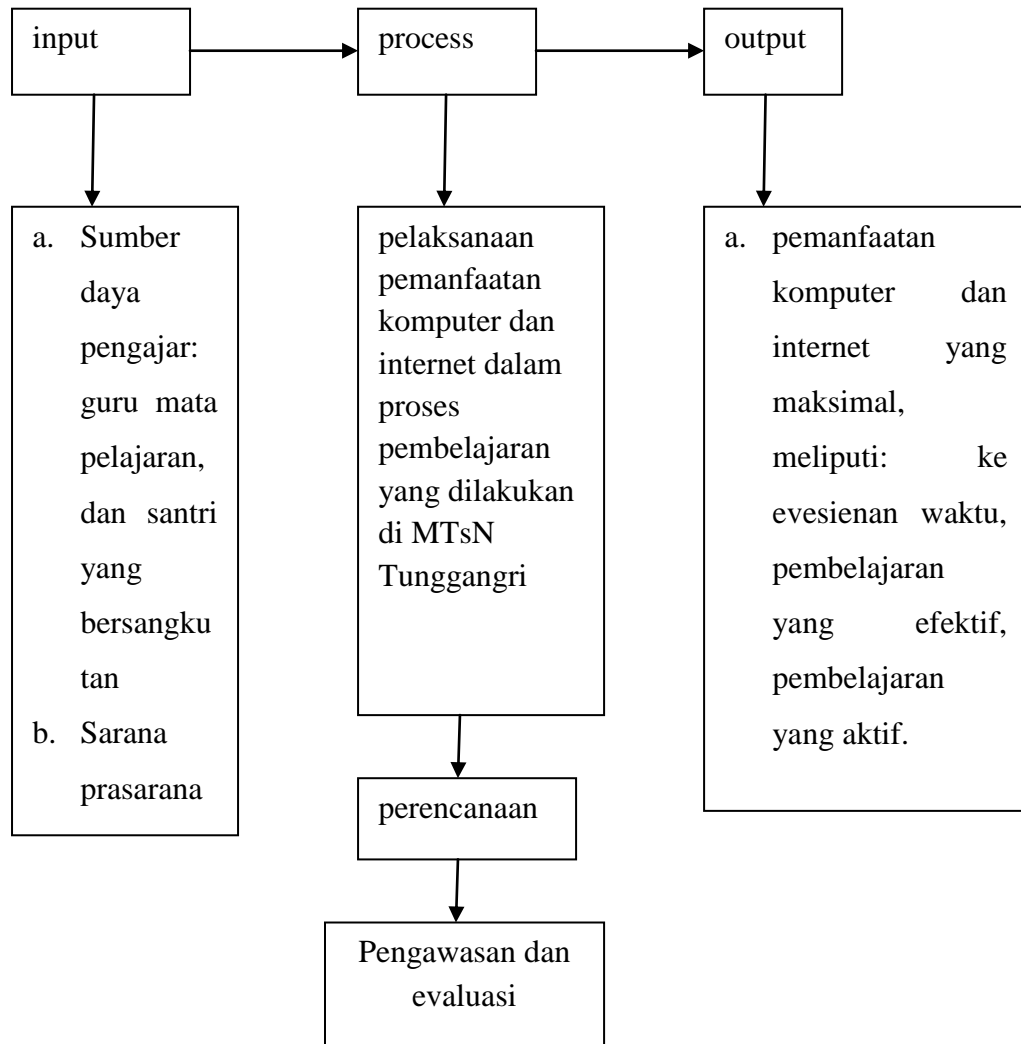 input
process
output
a. Sumber
daya
pengajar:
guru mata
pelajaran,
dan santri
yang
bersangku
tan
b. Sarana
prasarana
pelaksanaan
pemanfaatan
komputer dan
internet dalam
proses
pembelajaran
yang dilakukan
di MTsN
Tunggangri
a. pemanfaatan
komputer dan
internet yang
maksimal,
meliputi: ke
evesienan waktu,
pembelajaran
yang efektif,
pembelajaran
yang aktif.
perencanaan
Pengawasan dan
evaluasi